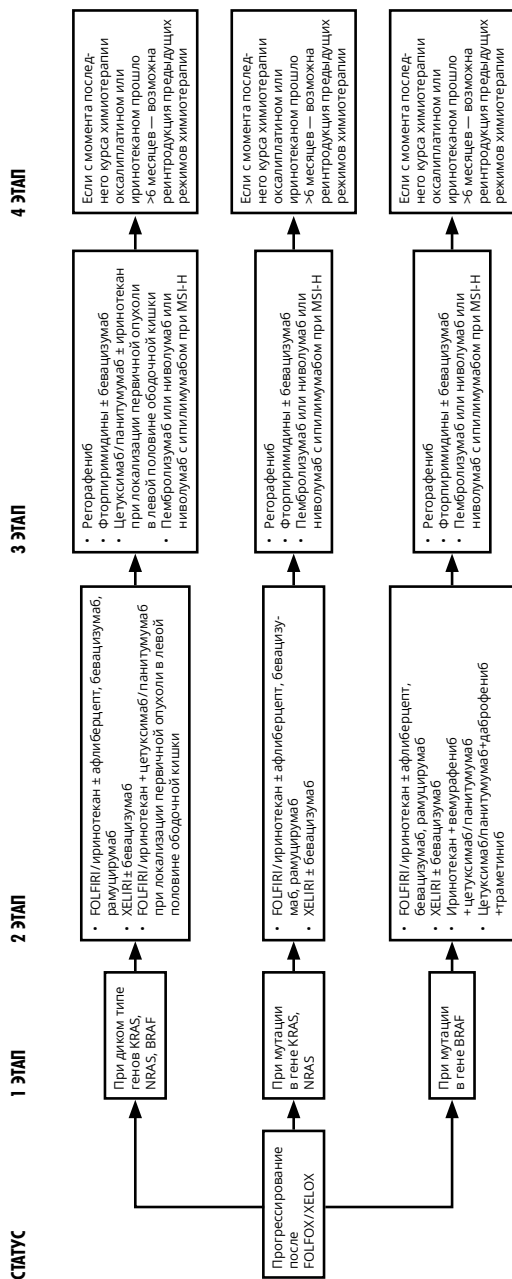 СТАТУС
1 ЭТАП
2 ЭТАП
3 ЭТАП
4 ЭТАП
Прогрессирование
после
FOLFOX/XELOX
При диком типе
генов KRAS,
NRAS, BRAF
• FOLFIRI/иринотекан ± афлиберцепт, бевацизумаб,
рамуцирумаб
• XELIRI ± бевацизумаб
• FOLFIRI/иринотекан + цетуксимаб/панитумумаб
при локализации первичной опухоли в левой
половине ободочной кишки
• Регорафениб
• Фторпиримидины ± бевацизумаб
• Цетуксимаб/панитумумаб ± иринотекан
при локализации первичной опухоли
в левой половине ободочной кишки
• Пембролизумаб или ниволумаб или
ниволумаб с ипилимумабом при MSI-H
Если с момента послед-
него курса химиотерапии
оксалиплатином или
иринотеканом прошло
>6 месяцев — возможна
реинтродукция предыдущих
режимов химиотерапии
При мутации
в гене KRAS,
NRAS
• FOLFIRI/иринотекан ± афлиберцепт, бевацизу-
маб, рамуцирумаб
• XELIRI ± бевацизумаб
• Регорафениб
• Фторпиримидины ± бевацизумаб
• Пембролизумаб или ниволумаб или
ниволумаб с ипилимумабом при MSI-H
Если с момента послед-
него курса химиотерапии
оксалиплатином или
иринотеканом прошло
>6 месяцев — возможна
реинтродукция предыдущих
режимов химиотерапии
При мутации
в гене BRAF
• FOLFIRI/иринотекан ± афлиберцепт,
бевацизумаб, рамуцирумаб
• XELIRI ± бевацизумаб
• Иринотекан + вемурафениб
+ цетуксимаб/панитумумаб
• Цетуксимаб/панитумумаб+даброфениб
+траметиниб
• Регорафениб
• Фторпиримидины ± бевацизумаб
• Пембролизумаб или ниволумаб или
ниволумаб с ипилимумабом при MSI-H
Если с момента послед-
него курса химиотерапии
оксалиплатином или
иринотеканом прошло
>6 месяцев — возможна
реинтродукция предыдущих
режимов химиотерапии